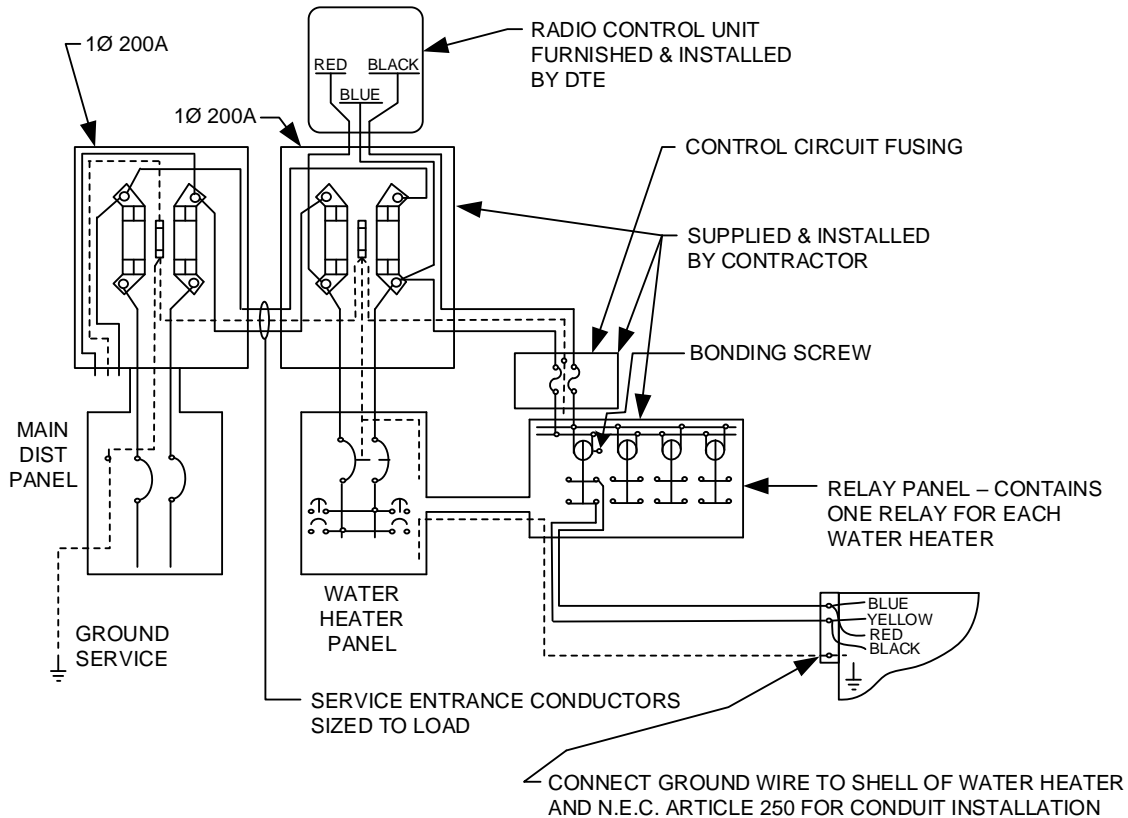 1Ø 200A
RADIO CONTROL UNIT
FURNISHED & INSTALLED
BY DTE
RED
BLACK
BLUE
1Ø 200A
CONTROL CIRCUIT FUSING
SUPPLIED & INSTALLED
BY CONTRACTOR
BONDING SCREW
MAIN
DIST
PANEL
RELAY PANEL – CONTAINS
ONE RELAY FOR EACH
WATER HEATER
WATER
HEATER
PANEL
GROUND
SERVICE
BLUE
YELLOW
RED
BLACK
SERVICE ENTRANCE CONDUCTORS
SIZED TO LOAD
CONNECT GROUND WIRE TO SHELL OF WATER HEATER
AND N.E.C. ARTICLE 250 FOR CONDUIT INSTALLATION